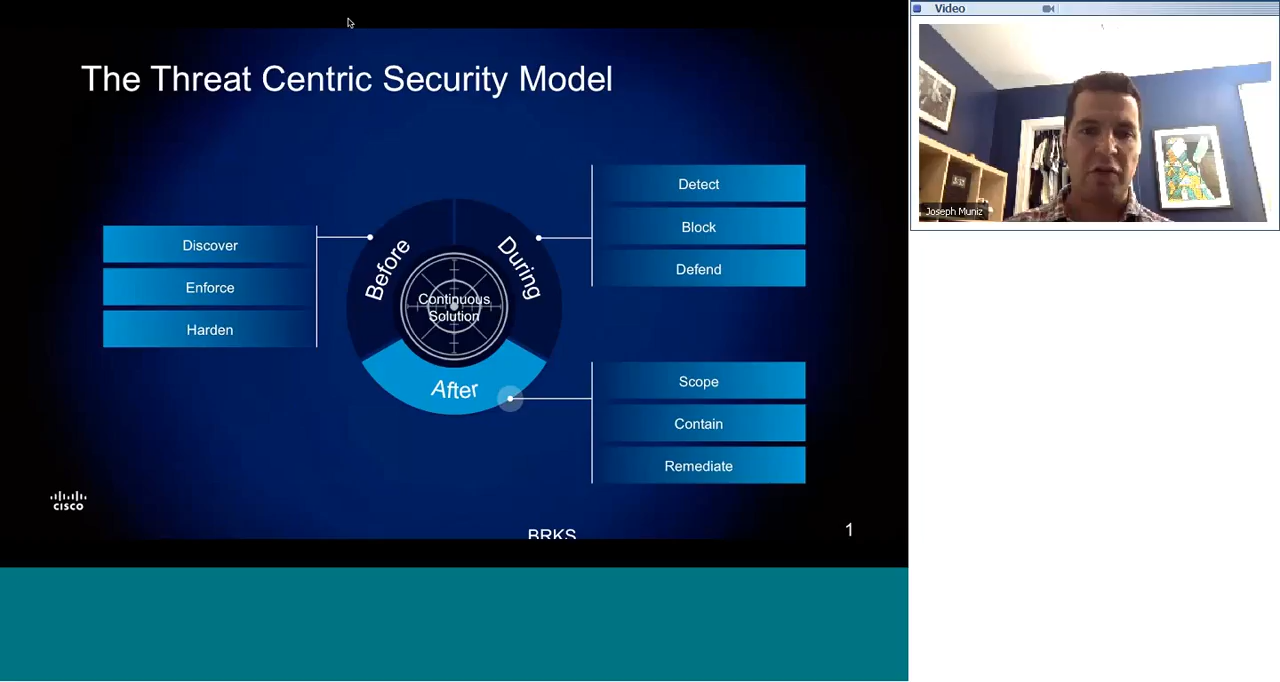 The Threat Centric Security Model
Discover
Enforce
Harden
Before
During
After
Continuous
Solution
Detect
Block
Defend
Scope
Contain
Remediate
CISCO
BRKS
1
Video
Joseph Muniz